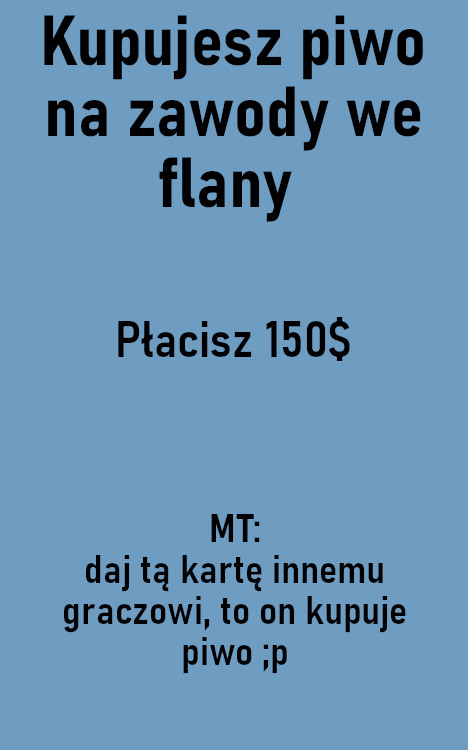 Kupujesz piwo
na zawody we
flany
Płacisz 150$
MT:
daj tą kartę innemu
graczowi, to on kupuje
piwo ;p